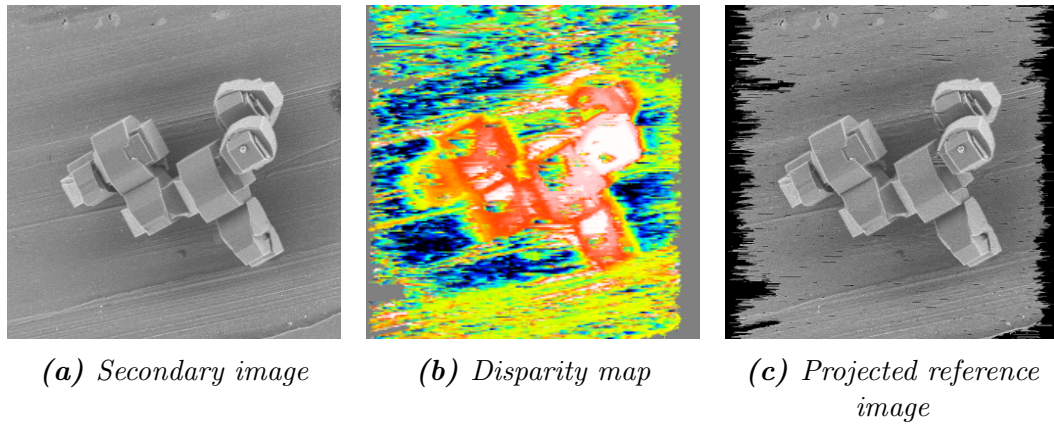 (a) Secondary image
(b) Disparity map
(c) Projected reference
image